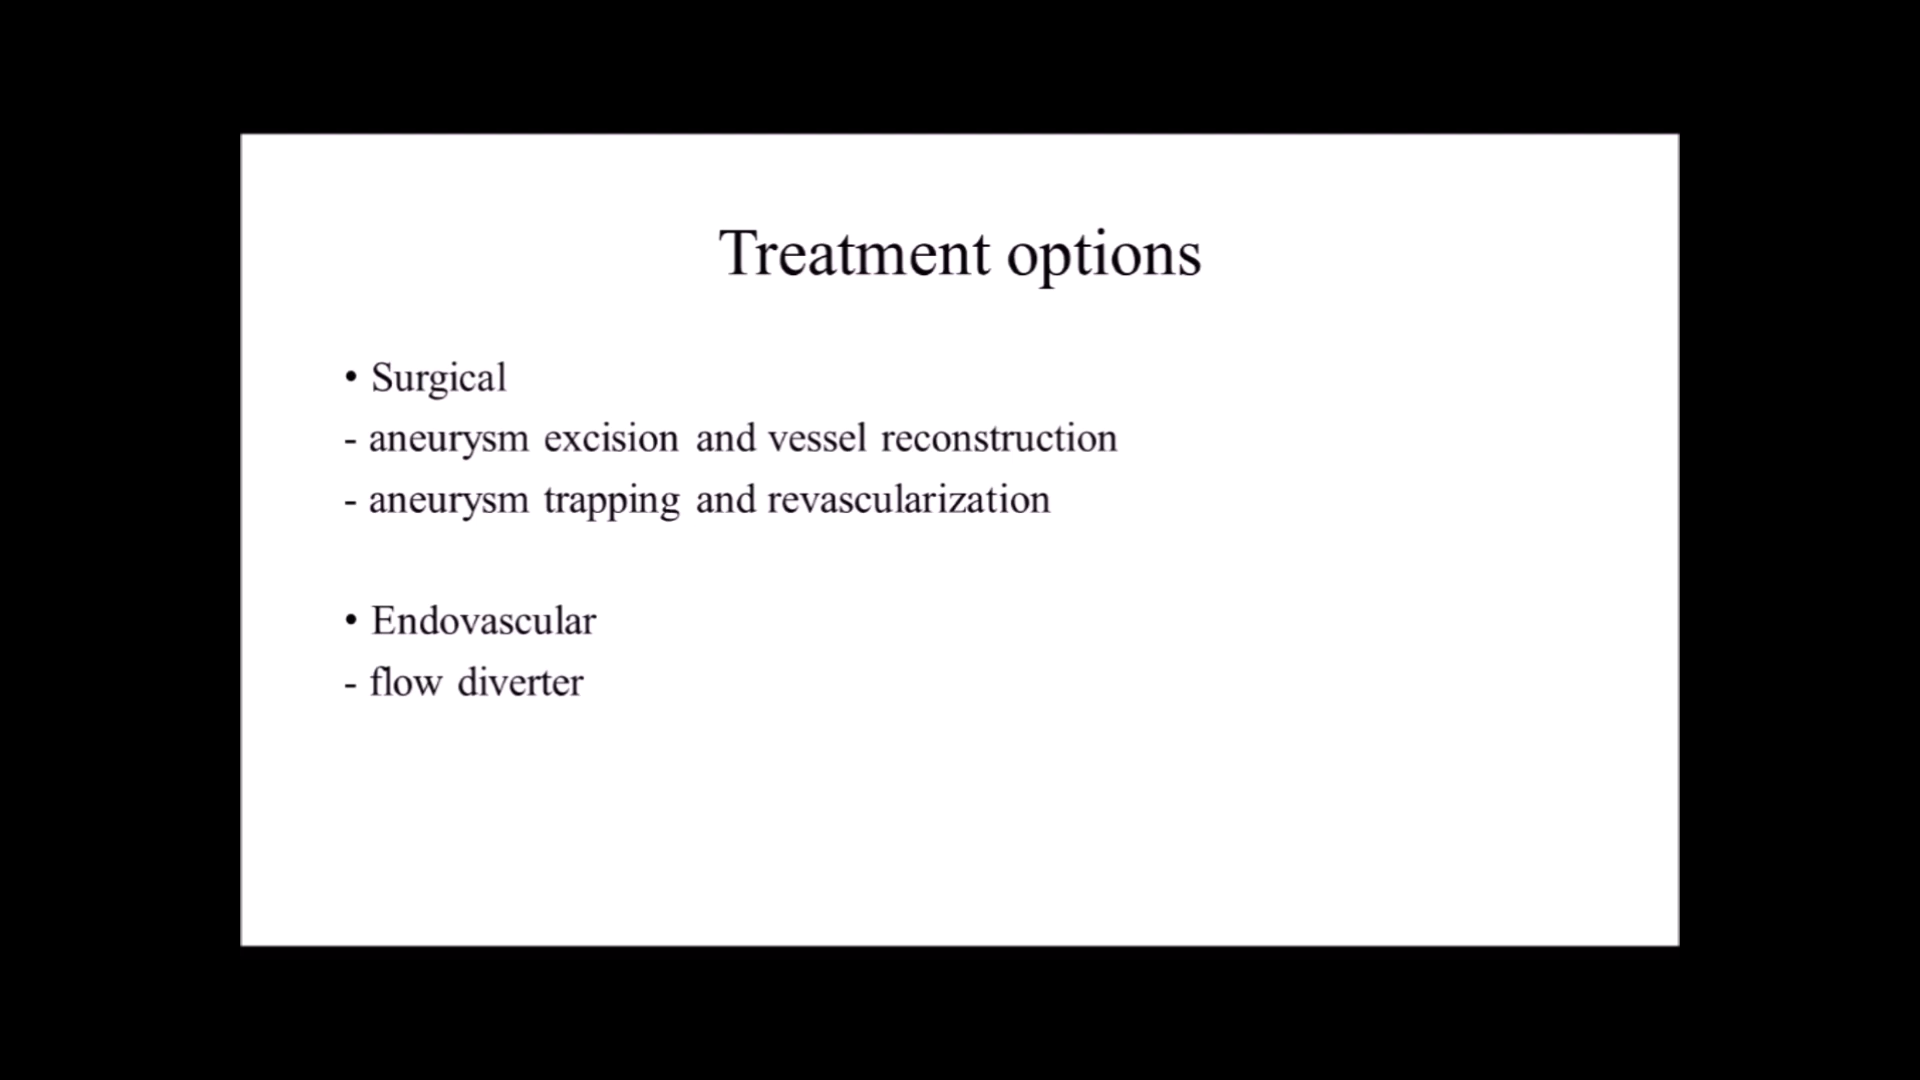 Treatment options
• Surgical
- aneurysm excision and vessel reconstruction
- aneurysm trapping and revascularization
• Endovascular
- flow diverter